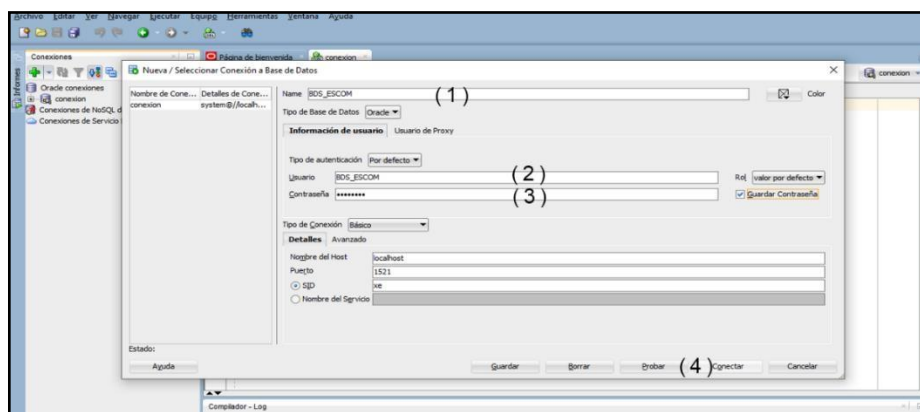 Archivo Editar Ver Navegar Ejecutar Equipo Herramientas Ventana Ayuda
Conexiones
Página de bienvenida
conexion
Nueva / Seleccionar Conexión a Base de Datos
Informes
Oracle conexiones
conexion
Conexiones de NoSQL d
Conexiones de Servicio
conexion
Nombre de Cone... Detalles de Cone...
conexion system@//localh...
Name BDS_ESCOM (1) Color
Tipo de Base de Datos Oracle
Información de usuario Usuario de Proxy
Tipo de autenticación Por defecto
Usuario BDS_ESCOM (2) Rol valor por defecto
Contraseña •••••••• (3) Guardar Contraseña
Tipo de Conexión Básico
Detalles Avanzado
Nombre del Host localhost
Puerto 1521
SID xe
Nombre del Servicio
Estado:
Ayuda Guardar Borrar Probar (4) Conectar Cancelar
Compilador - Log